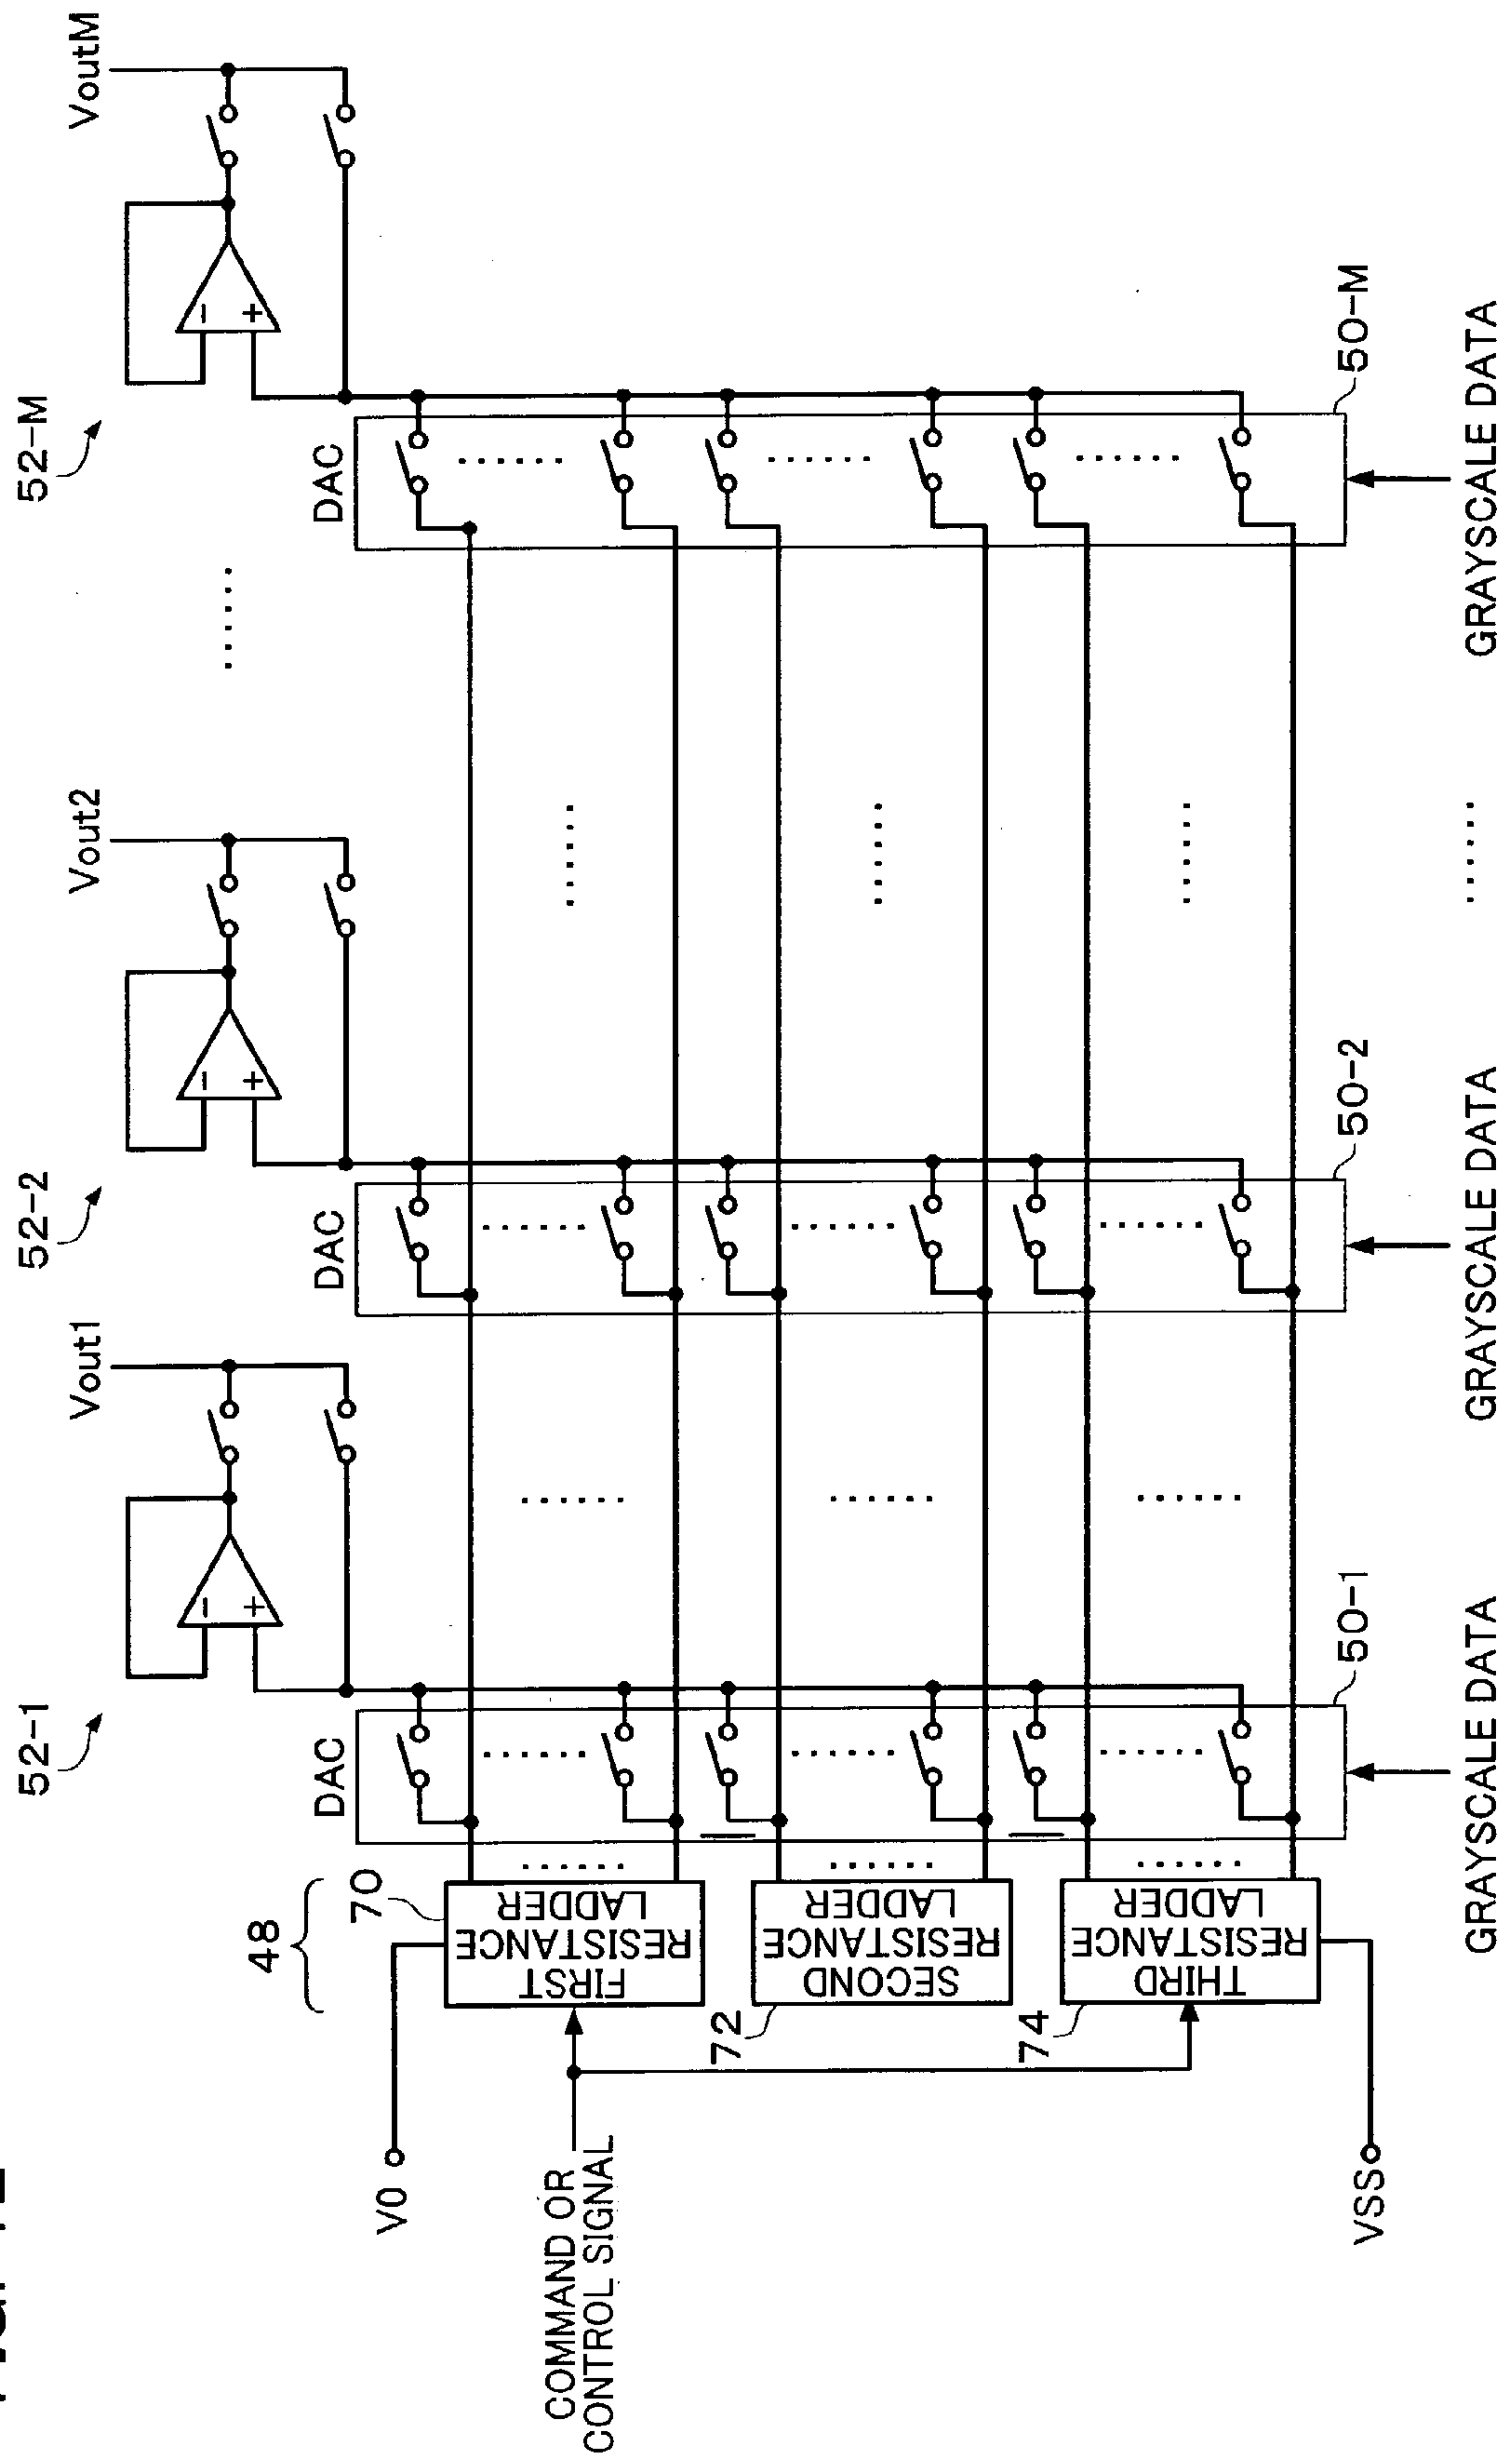 52-1
52-2
52-M
Vout1
Vout2
VoutM
-
+
-
+
-
+
48
DAC
DAC
DAC
70
V0
FIRST
RESISTANCE
LADDER
COMMAND OR
CONTROL SIGNAL
72
SECOND
RESISTANCE
LADDER
74
THIRD
RESISTANCE
LADDER
VSS
50-1
50-2
50-M
GRAYSCALE DATA
GRAYSCALE DATA
GRAYSCALE DATA